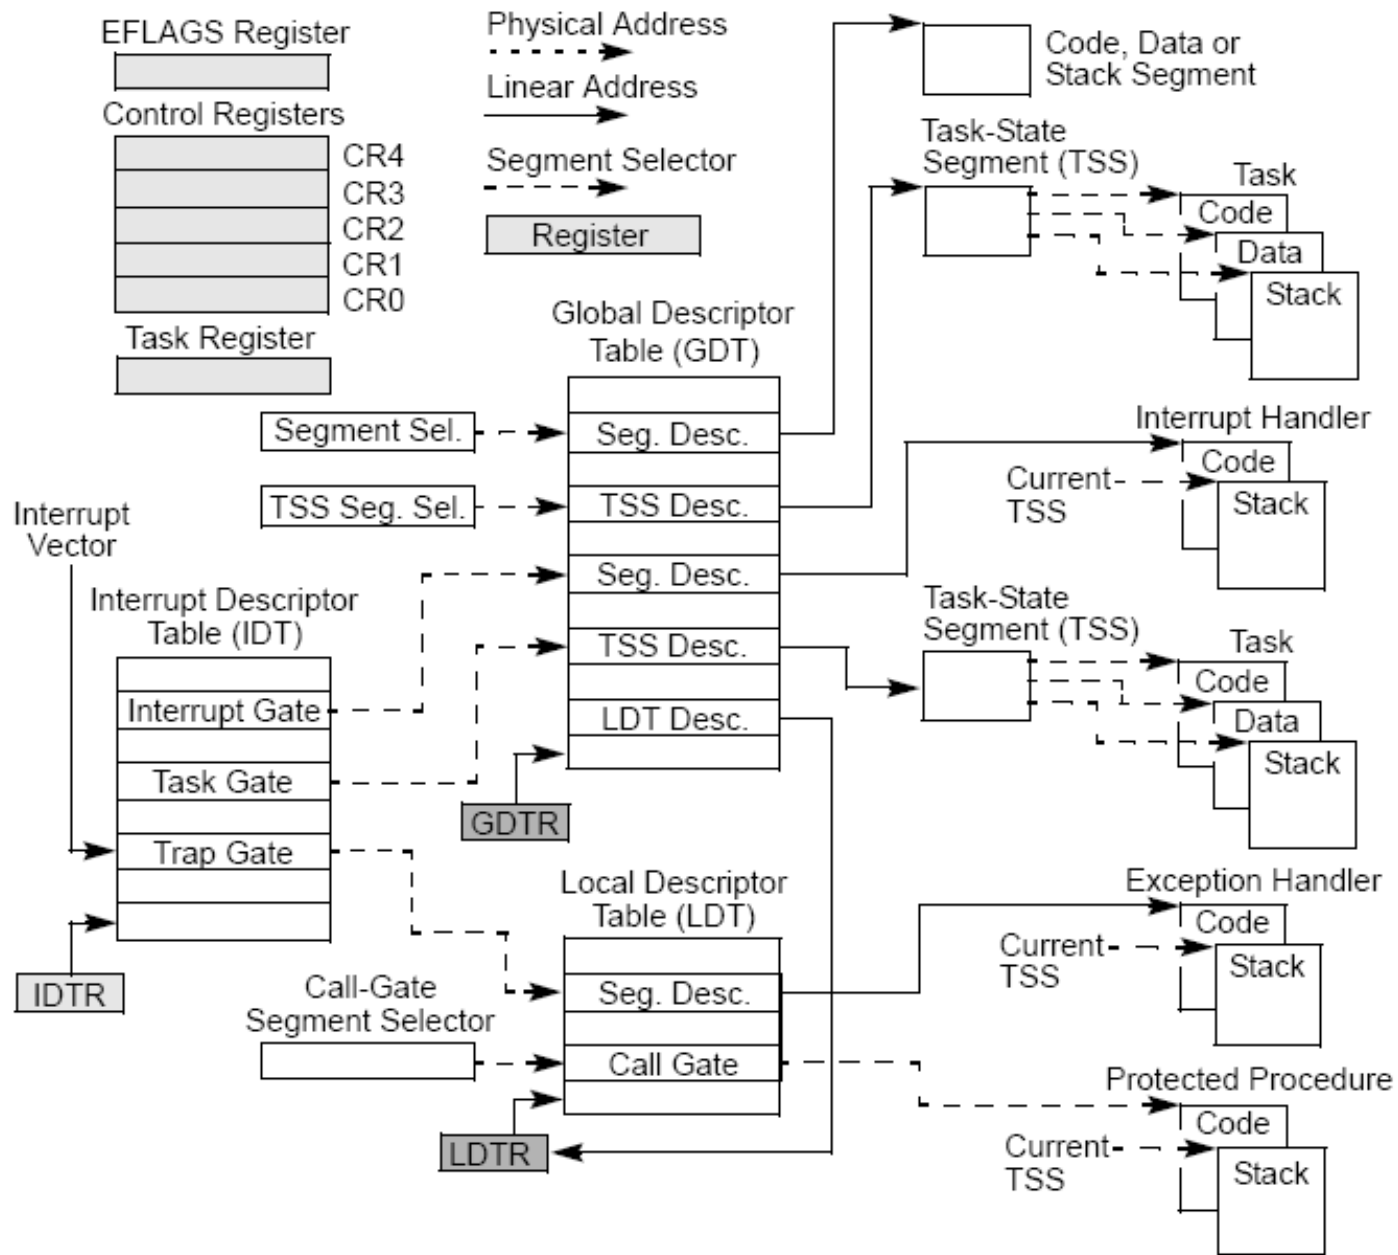 EFLAGS Register
Control Registers
CR4
CR3
CR2
CR1
CR0
Task Register
Physical Address
Linear Address
Segment Selector
Register
Code, Data or
Stack Segment
Task-State
Segment (TSS)
Task
Code
Data
Stack
Global Descriptor
Table (GDT)
Segment Sel.
Seg. Desc.
TSS Seg. Sel.
TSS Desc.
Seg. Desc.
TSS Desc.
LDT Desc.
GDTR
Interrupt Handler
Code
Current
TSS
Stack
Interrupt
Vector
Interrupt Descriptor
Table (IDT)
Interrupt Gate
Task Gate
Trap Gate
IDTR
Task-State
Segment (TSS)
Task
Code
Data
Stack
Local Descriptor
Table (LDT)
Seg. Desc.
Call Gate
Call-Gate
Segment Selector
LDTR
Exception Handler
Code
Current
TSS
Stack
Protected Procedure
Code
Current
TSS
Stack